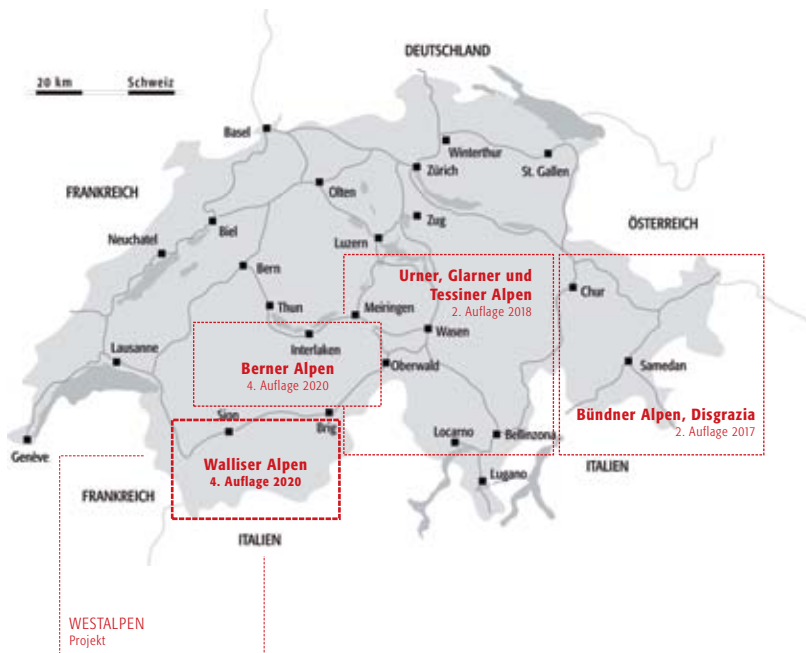 DEUTSCHLAND
20 km Schweiz
Basel
Winterthur
Zürich
St. Gallen
FRANKREICH
Olten
Biel
Zug
ÖSTERREICH
Neuchatel
Luzern
Bern
Urner, Glarner und
Tessiner Alpen
2. Auflage 2018
Chur
Thun
Meiringen
Wasen
Interlaken
Lausanne
Oberwald
Samedan
Berner Alpen
4. Auflage 2020
Sion
Brig
Bündner Alpen, Disgrazia
2. Auflage 2017
Genève
Locarno
Bellinzona
Walliser Alpen
4. Auflage 2020
Lugano
ITALIEN
FRANKREICH
ITALIEN
WESTALPEN
Projekt